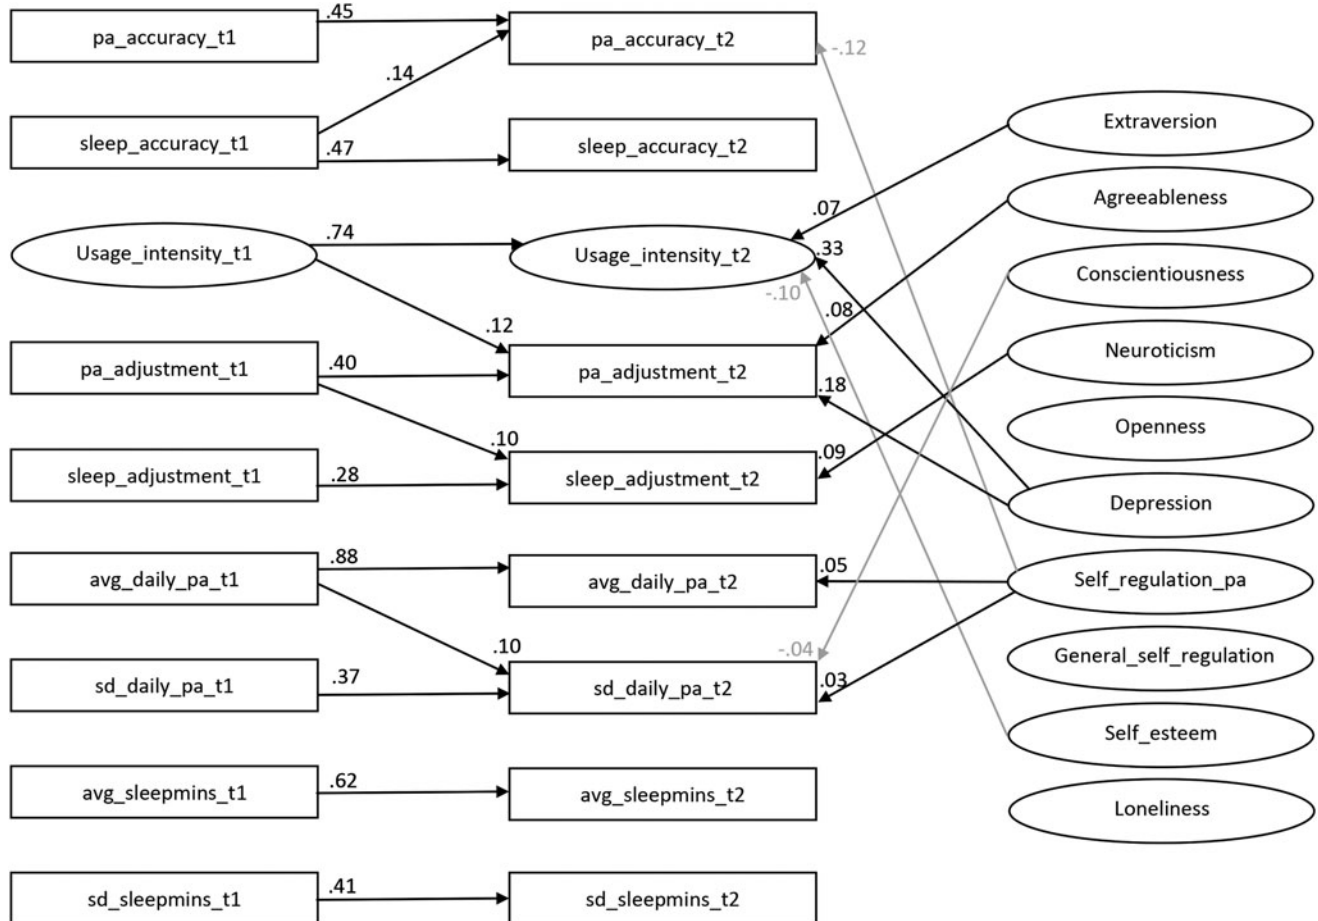 pa_accuracy_t1
.45
pa_accuracy_t2
-.12
.14
Extraversion
sleep_accuracy_t1
.47
sleep_accuracy_t2
Agreeableness
.07
Usage_intensity_t1
.74
Usage_intensity_t2
.33
Conscientiousness
-.10
.08
.12
Neuroticism
pa_adjustment_t1
.40
pa_adjustment_t2
.18
Openness
.10
.09
sleep_adjustment_t1
.28
sleep_adjustment_t2
Depression
.88
.05
avg_daily_pa_t1
avg_daily_pa_t2
Self_regulation_pa
.10
-.04
General_self_regulation
sd_daily_pa_t1
.37
sd_daily_pa_t2
.03
Self_esteem
avg_sleepmins_t1
.62
avg_sleepmins_t2
Loneliness
sd_sleepmins_t1
.41
sd_sleepmins_t2